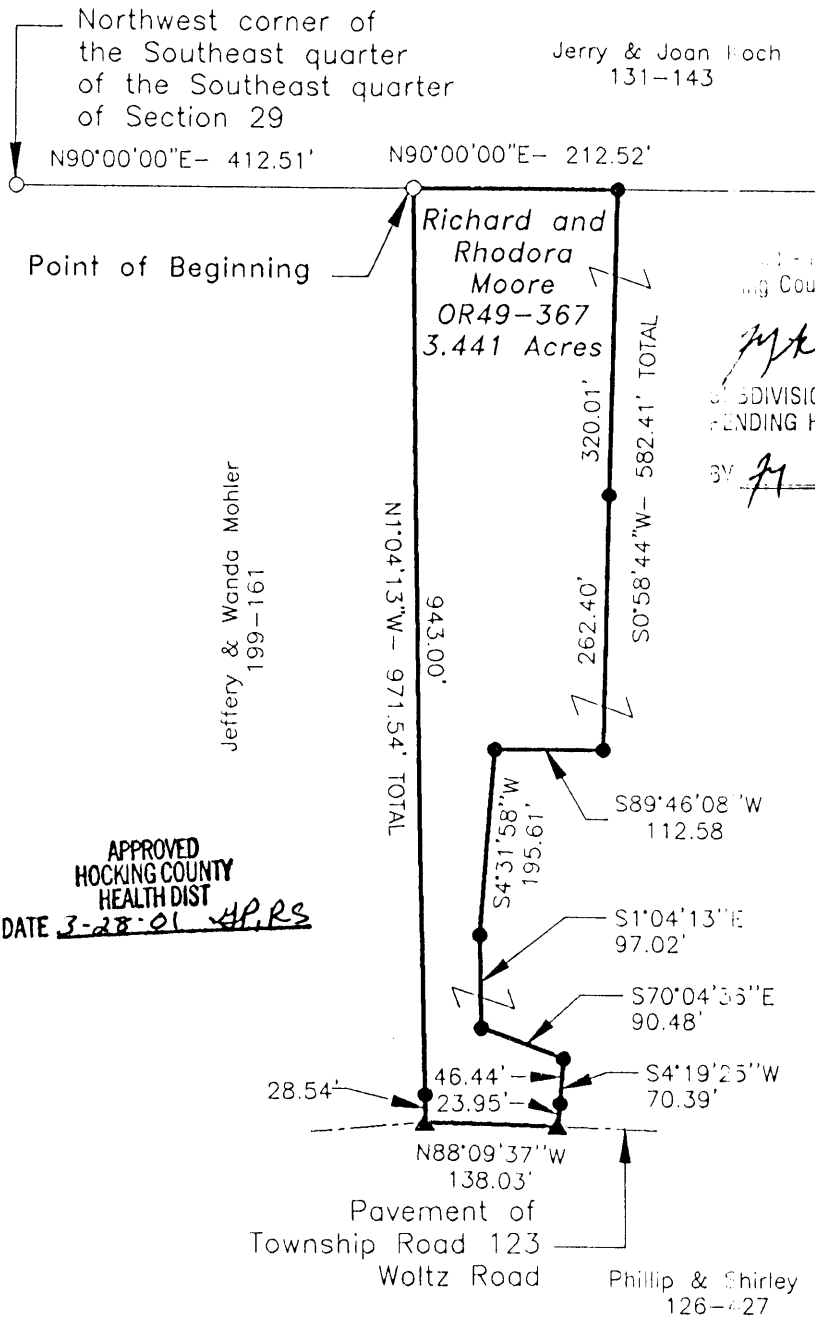 Northwest corner of
the Southeast quarter
of the Southeast quarter
of Section 29
Jerry & Joan
131-143
N90°00'00"E- 412.51'
N90°00'00"E- 212.52'
Point of Beginning
Richard and
Rhodora
Moore
OR49-367
3.441 Acres
320.01'
S0°58'44"W- 582.41' TOTAL
BY
262.40'
Jeffery & Wanda Mohler
199-161
N1°04'13"W- 971.54' TOTAL
943.00'
S89°46'08"W
112.58
S4°31'58"W
195.61'
APPROVED
HOCKING COUNTY
HEALTH DIST
DATE 3-28-01
S1°04'13"E
97.02'
S70°04'36"E
90.48'
28.54'
46.44'
23.95'
S4°19'25"W
70.39'
N88°09'37"W
138.03'
Pavement of
Township Road 123
Woltz Road
Phillip & Shirley